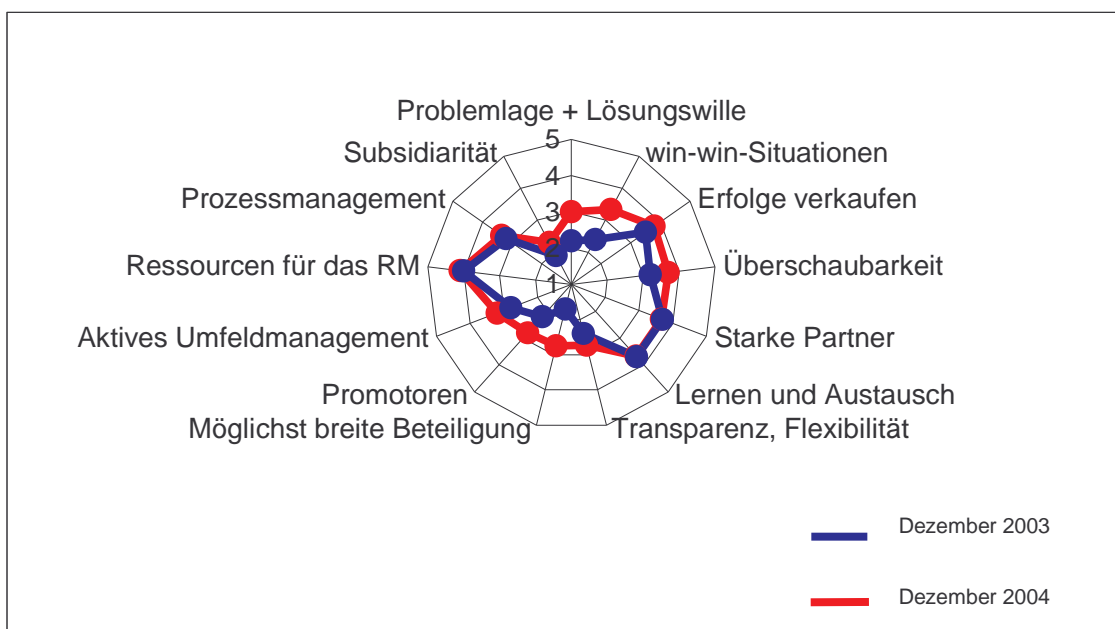 Problemlage + Lösungswille
5
Subsidiarität
win-win-Situationen
4
Prozessmanagement
Erfolge verkaufen
3
2
Ressourcen für das RM
Überschaubarkeit
1
Aktives Umfeldmanagement
Starke Partner
Promotoren
Lernen und Austausch
Möglichst breite Beteiligung
Transparenz, Flexibilität
Dezember 2003
Dezember 2004